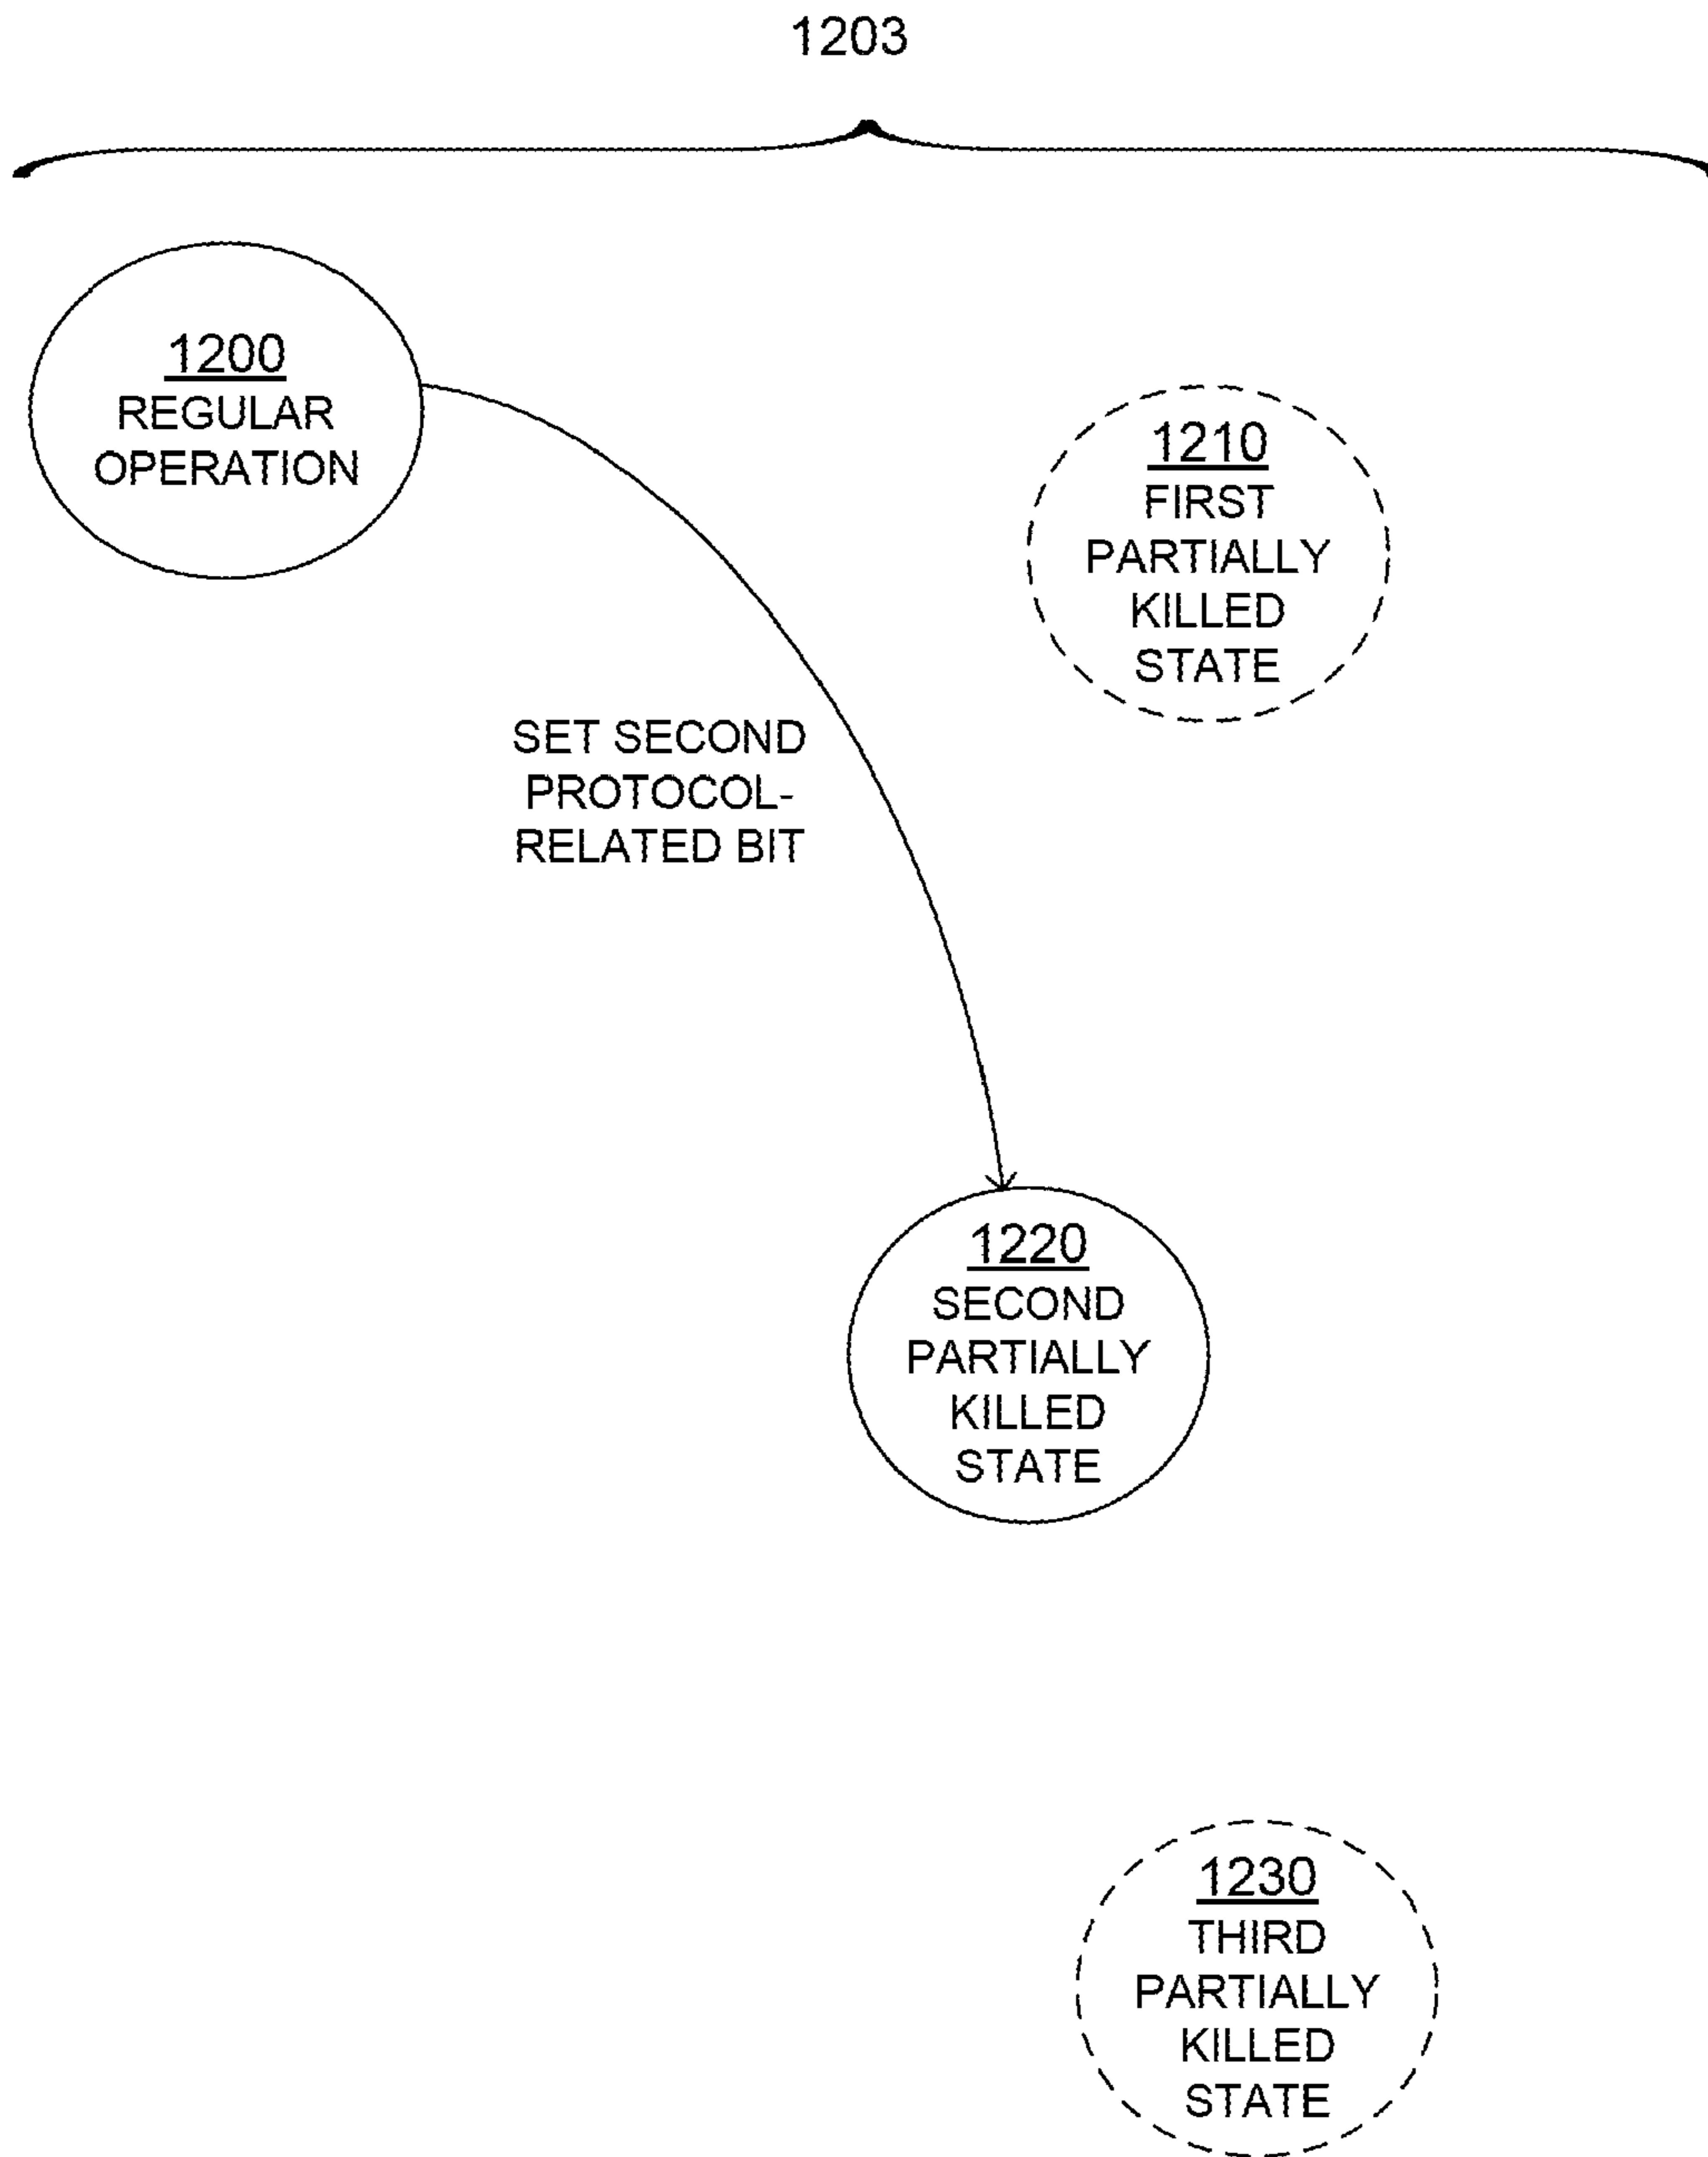 1203
1200
REGULAR
OPERATION
1210
FIRST
PARTIALLY
KILLED
STATE
SET SECOND
PROTOCOL-
RELATED BIT
1220
SECOND
PARTIALLY
KILLED
STATE
1230
THIRD
PARTIALLY
KILLED
STATE